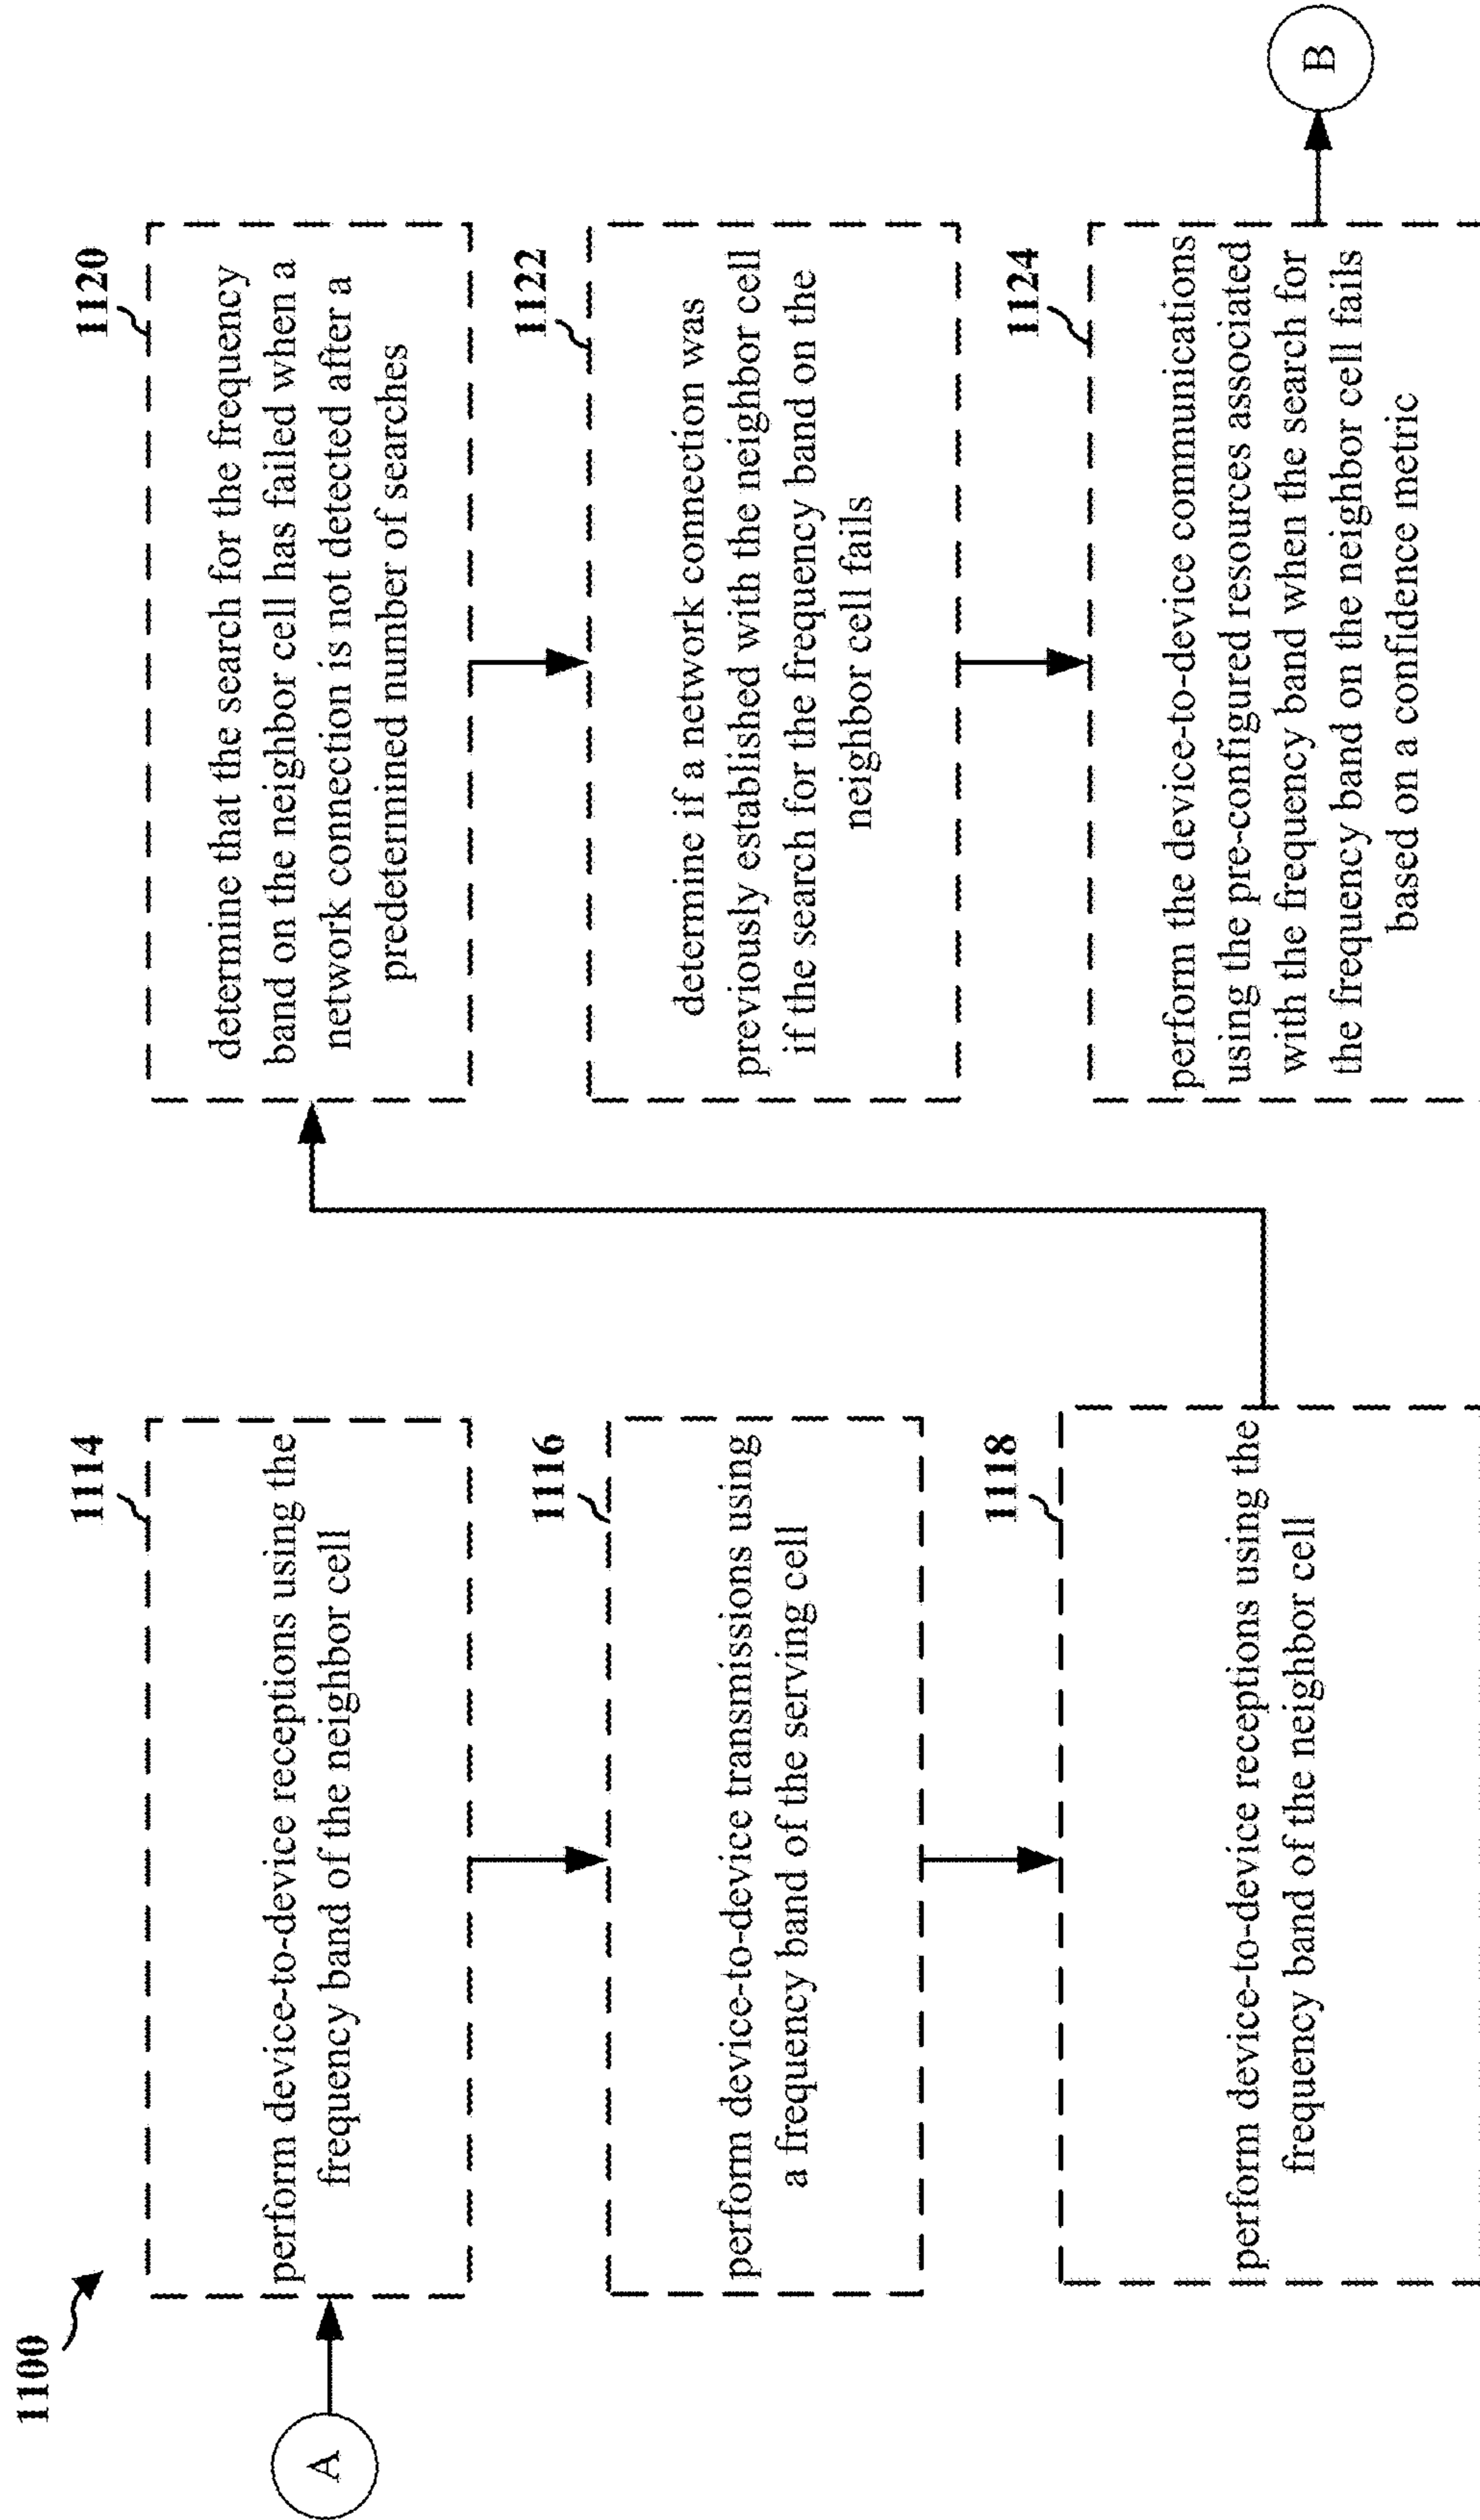 1100
A
1114
perform device-to-device receptions using the
frequency band of the neighbor cell
1116
perform device-to-device transmissions using
a frequency band of the serving cell
1118
perform device-to-device receptions using the
frequency band of the neighbor cell
1120
determine that the search for the frequency
band on the neighbor cell has failed when a
network connection is not detected after a
predetermined number of searches
1122
determine if a network connection was
previously established with the neighbor cell
if the search for the frequency band on the
neighbor cell fails
1124
perform the device-to-device communications
using the pre-configured resources associated
with the frequency band when the search for
the frequency band on the neighbor cell fails
based on a confidence metric
B